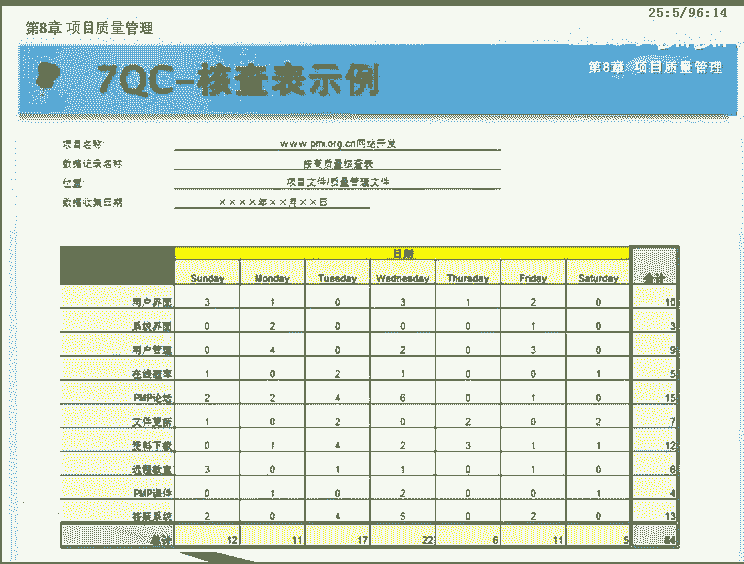 25:5/96:14
第8章 项目质量管理
7QC-核查表示例
第8章 项目质量管理
项目名称 www.pmi.org.cn网站开发
数据记录名称 核对质量核查表
位置 项目文件/质量管理文件
数据收集日期 ××××年××月××日
日期
Sunday Monday Tuesday Wednesday Thursday Friday Saturday 合计
用户界面 3 1 0 3 1 2 0 10
系统界面 0 2 0 0 0 1 0 3
用户管理 0 4 0 2 0 3 0 9
在线题库 1 0 2 1 0 0 1 5
PMP论坛 2 2 4 6 0 1 0 15
文件更新 1 0 2 0 2 0 2 7
资料下载 0 1 4 2 3 1 1 12
远程教室 3 0 1 1 0 1 0 6
PMP课件 0 1 0 2 0 0 1 4
答疑系统 2 0 4 5 0 2 0 13
总计 12 11 17 22 6 11 5 84